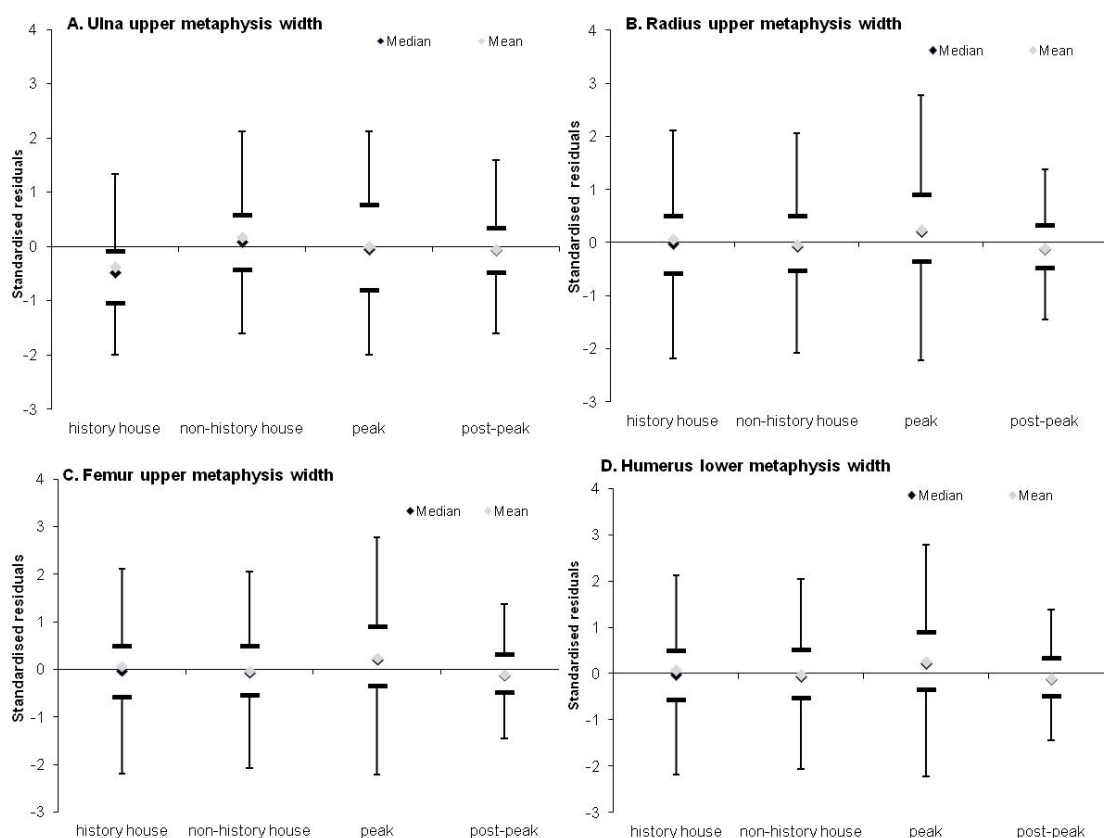 A. Ulna upper metaphysis width
Median Mean
Standardised residuals
4
3
2
1
0
-1
-2
-3
history house non-history house peak post-peak
B. Radius upper metaphysis width
Median Mean
Standardised residuals
4
3
2
1
0
-1
-2
-3
history house non-history house peak post-peak
C. Femur upper metaphysis width
Median Mean
Standardised residuals
4
3
2
1
0
-1
-2
-3
history house non-history house peak post-peak
D. Humerus lower metaphysis width
Median Mean
Standardised residuals
4
3
2
1
0
-1
-2
-3
history house non-history house peak post-peak